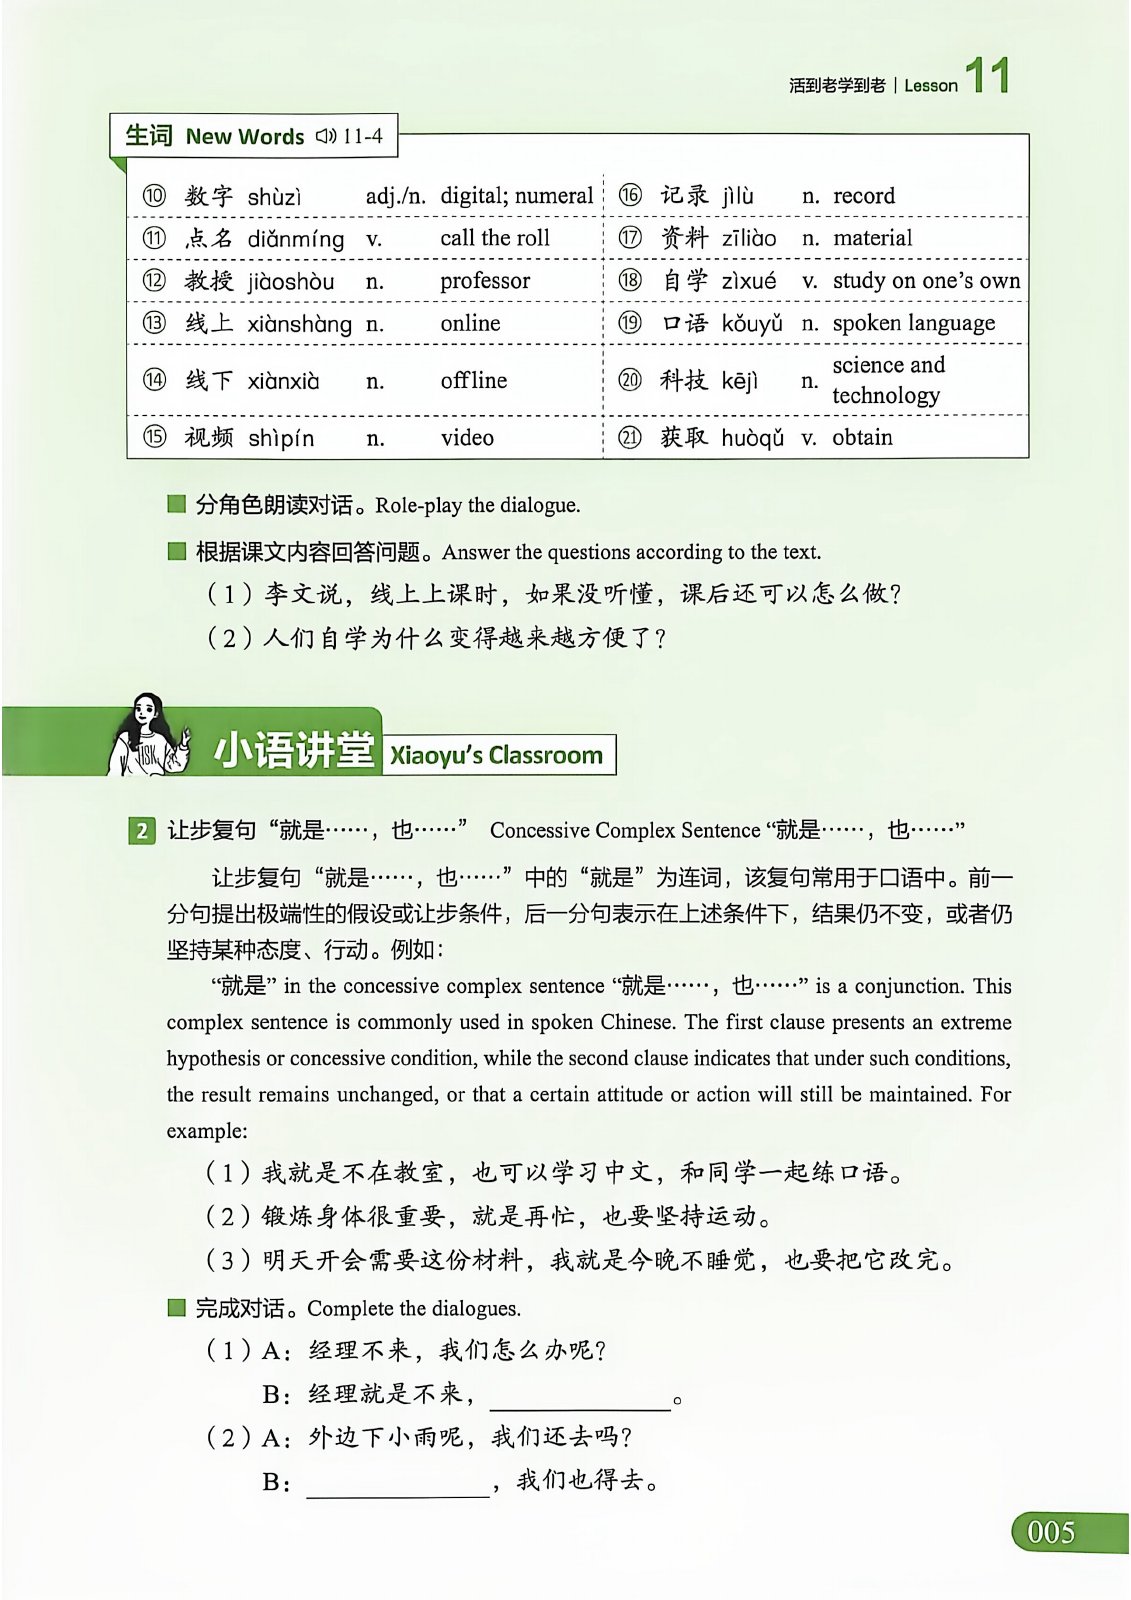 活到老学到老 | Lesson 11
生词 New Words 11-4
⑩ 数字 shùzì adj./n. digital; numeral
⑪ 点名 diǎnmíng v. call the roll
⑫ 教授 jiàoshòu n. professor
⑬ 线上 xiànshàng n. online
⑭ 线下 xiànxià n. offline
⑮ 视频 shìpín n. video
⑯ 记录 jìlù n. record
⑰ 资料 zīliào n. material
⑱ 自学 zìxué v. study on one's own
⑲ 口语 kǒuyǔ n. spoken language
⑳ 科技 kējì n. science and
technology
㉑ 获取 huòqǔ v. obtain
分角色朗读对话。Role-play the dialogue.
根据课文内容回答问题。Answer the questions according to the text.
（1）李文说，线上上课时，如果没听懂，课后还可以怎么做？
（2）人们自学为什么变得越来越方便了？
小语讲堂 Xiaoyu's Classroom
2 让步复句“就是……，也……” Concessive Complex Sentence “就是……，也……”
让步复句“就是……，也……”中的“就是”为连词，该复句常用于口语中。前一
分句提出极端性的假设或让步条件，后一分句表示在上述条件下，结果仍不变，或者仍
坚持某种态度、行动。例如：
“就是” in the concessive complex sentence “就是……，也……” is a conjunction. This
complex sentence is commonly used in spoken Chinese. The first clause presents an extreme
hypothesis or concessive condition, while the second clause indicates that under such conditions,
the result remains unchanged, or that a certain attitude or action will still be maintained. For
example:
（1）我就是不在教室，也可以学习中文，和同学一起练口语。
（2）锻炼身体很重要，就是再忙，也要坚持运动。
（3）明天开会需要这份材料，我就是今晚不睡觉，也要把它改完。
完成对话。Complete the dialogues.
（1）A：经理不来，我们怎么办呢？
B：经理就是不来，______________。
（2）A：外边下小雨呢，我们还去吗？
B：______________，我们也得去。
005